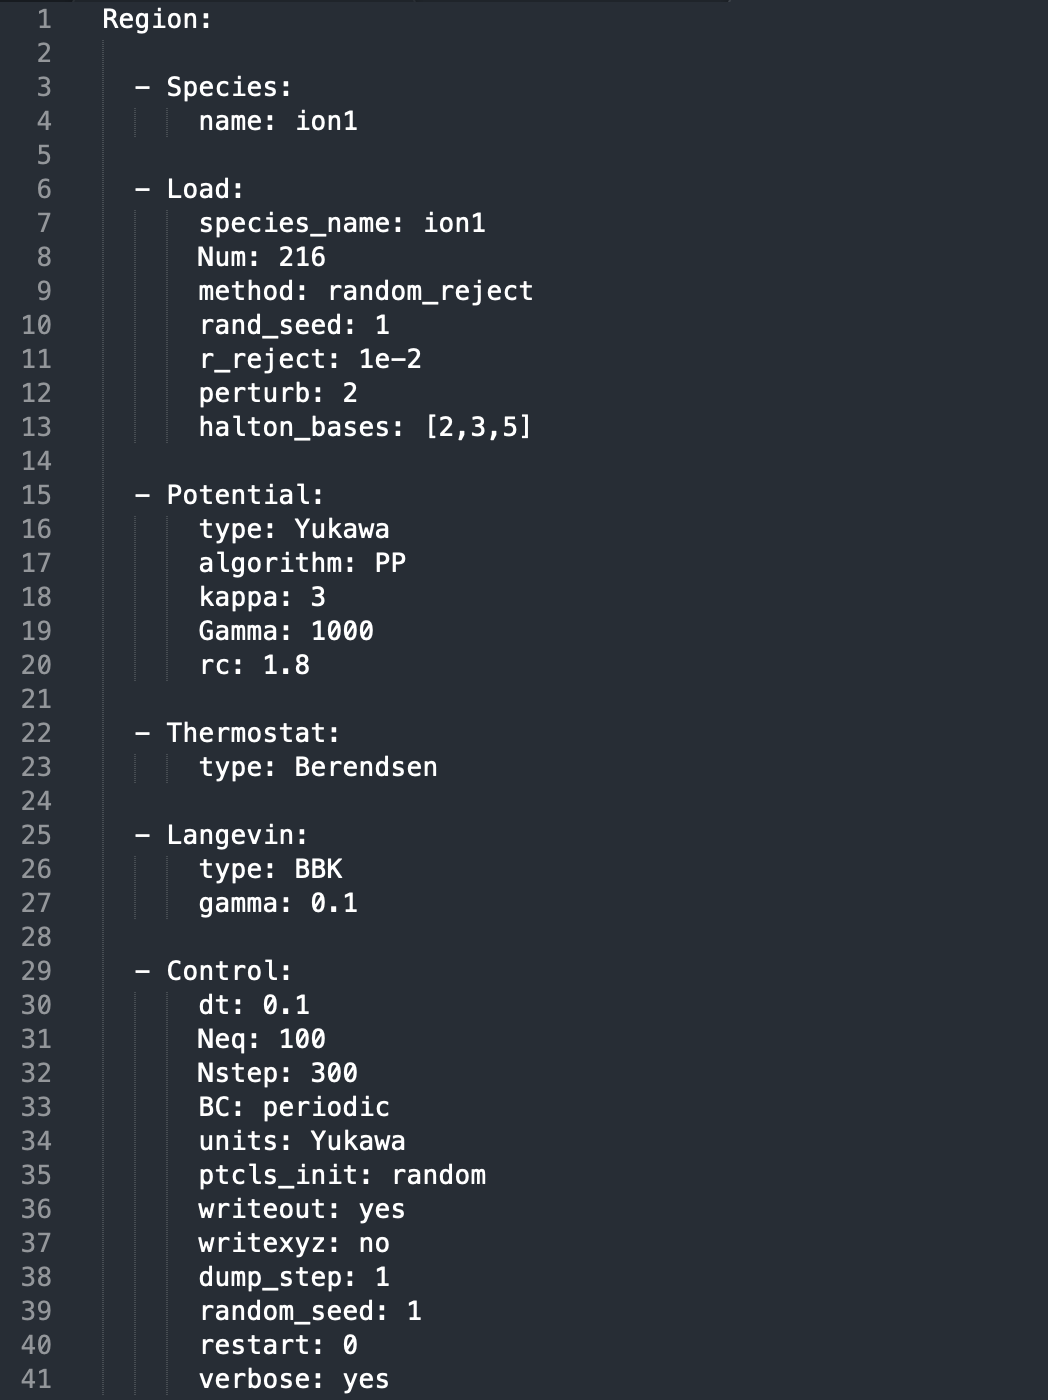 1 Region:
2
3   - Species:
4       name: ion1
5
6   - Load:
7       species_name: ion1
8       Num: 216
9       method: random_reject
10       rand_seed: 1
11       r_reject: 1e-2
12       perturb: 2
13       halton_bases: [2,3,5]
14
15   - Potential:
16       type: Yukawa
17       algorithm: PP
18       kappa: 3
19       Gamma: 1000
20       rc: 1.8
21
22   - Thermostat:
23       type: Berendsen
24
25   - Langevin:
26       type: BBK
27       gamma: 0.1
28
29   - Control:
30       dt: 0.1
31       Neq: 100
32       Nstep: 300
33       BC: periodic
34       units: Yukawa
35       ptcls_init: random
36       writeout: yes
37       writexyz: no
38       dump_step: 1
39       random_seed: 1
40       restart: 0
41       verbose: yes